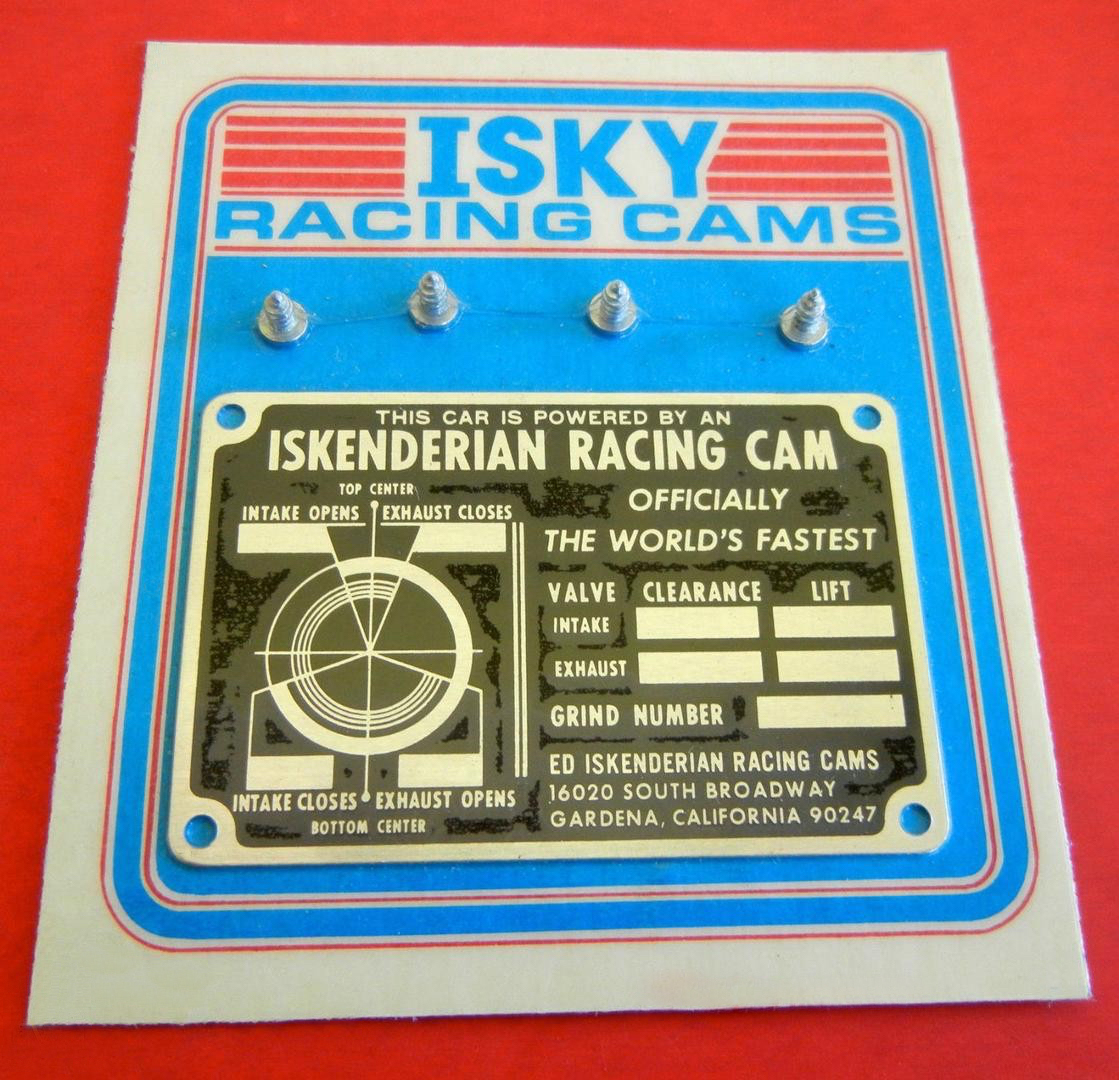 ISKY
RACING CAMS
THIS CAR IS POWERED BY AN
ISKENDERIAN RACING CAM
TOP CENTER
INTAKE OPENS EXHAUST CLOSES
INTAKE CLOSES EXHAUST OPENS
BOTTOM CENTER
OFFICIALLY
THE WORLD'S FASTEST
VALVE CLEARANCE LIFT
INTAKE
EXHAUST
GRIND NUMBER
ED ISKENDERIAN RACING CAMS
16020 SOUTH BROADWAY
GARDENA, CALIFORNIA 90247